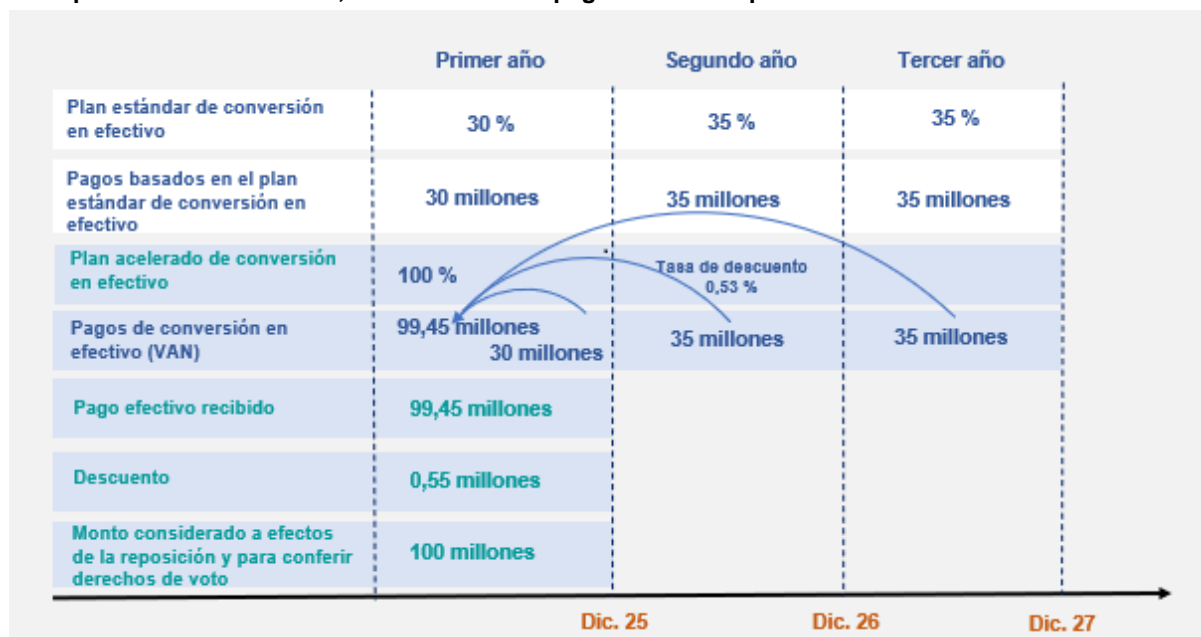 Primer año Segundo año Tercer año
Plan estándar de conversión
en efectivo
30 % 35 % 35 %
Pagos basados en el plan
estándar de conversión en
efectivo
30 millones 35 millones 35 millones
Plan acelerado de conversión
en efectivo
100 %
Tasa de descuento
0,53 %
Pagos de conversión en
efectivo (VAN)
99,45 millones
30 millones
35 millones 35 millones
Pago efectivo recibido
99,45 millones
Descuento
0,55 millones
Monto considerado a efectos
de la reposición y para conferir
derechos de voto
100 millones
Dic. 25 Dic. 26 Dic. 27